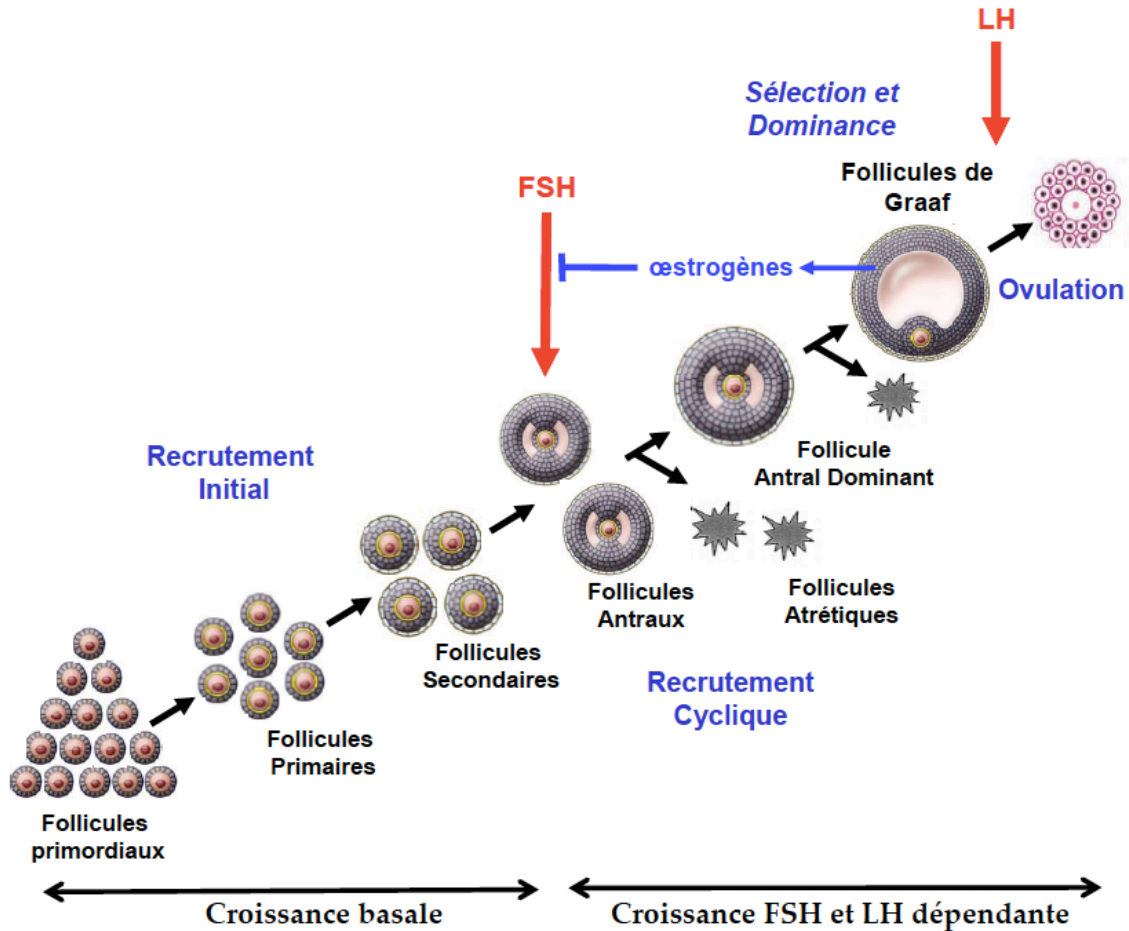 LH
Sélection et
Dominance
Follicules de
Graaf
FSH
œstrogènes
Ovulation
Recrutement
Initial
Follicule
Antral Dominant
Follicules
Antraux
Follicules
Atrétiques
Follicules
Secondaires
Recrutement
Cyclique
Follicules
Primaires
Follicules
primordiaux
Croissance basale
Croissance FSH et LH dépendante